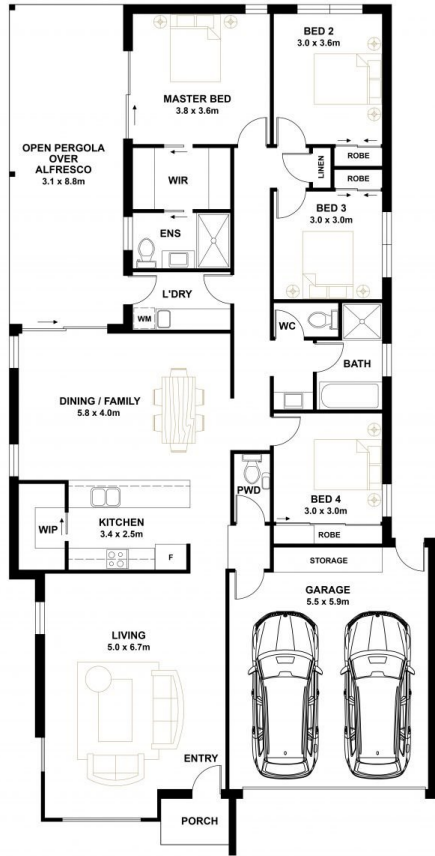 BED 2
3.0 x 3.6m
MASTER BED
3.8 x 3.6m
OPEN PERGOLA
OVER
ALFRESCO
3.1 x 8.8m
ROBE
LINEN
ROBE
WIR
BED 3
3.0 x 3.0m
ENS
L'DRY
WM
WC
BATH
DINING / FAMILY
5.8 x 4.0m
PWD
BED 4
3.0 x 3.0m
ROBE
WIP
KITCHEN
3.4 x 2.5m
F
STORAGE
GARAGE
5.5 x 5.9m
LIVING
5.0 x 6.7m
ENTRY
PORCH